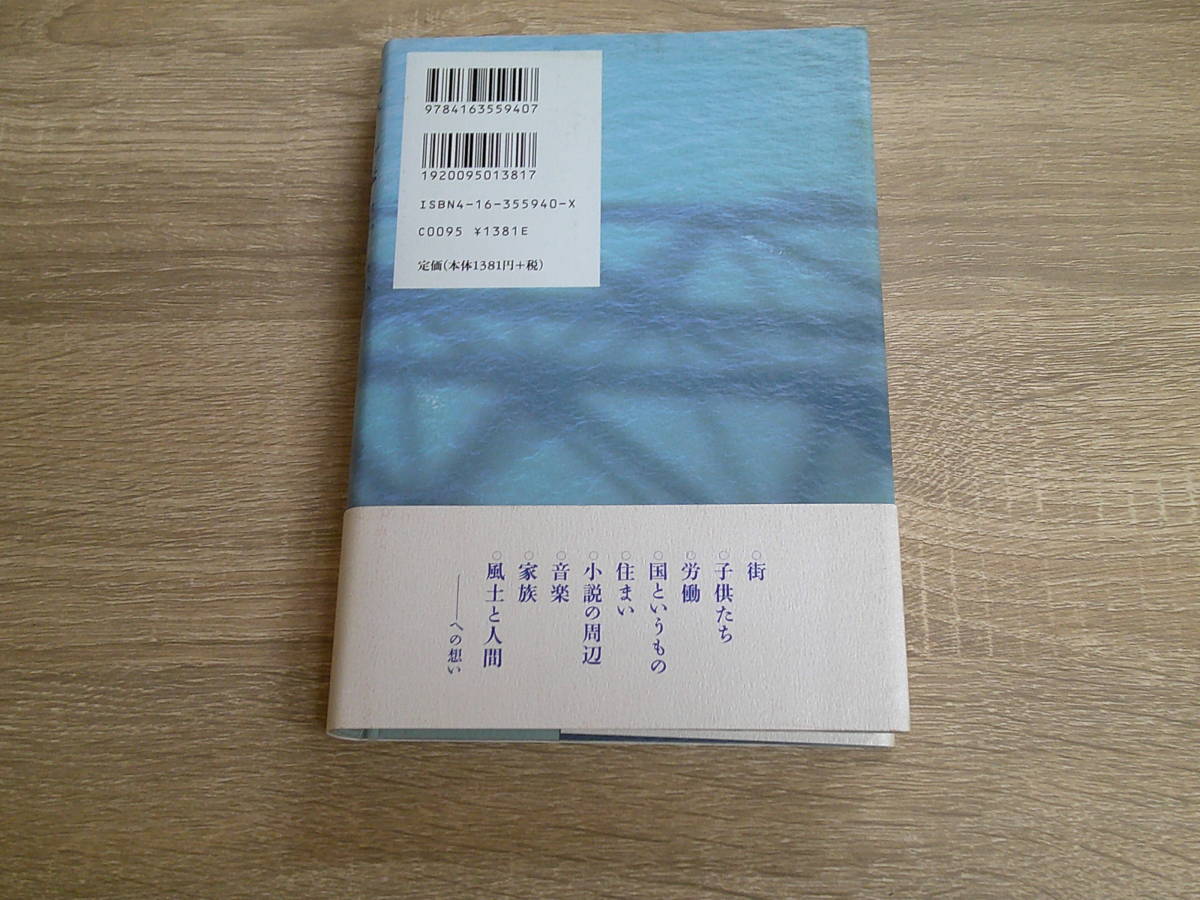 9784163559407
1920095013817
ISBN4-16-355940-X
C0095 ¥1381E
定価(本体1381円+税)
○街
○子供たち
○労働
○国というもの
○住まい
○小説の周辺
○音楽
○家族
○風土と人間
――への想い